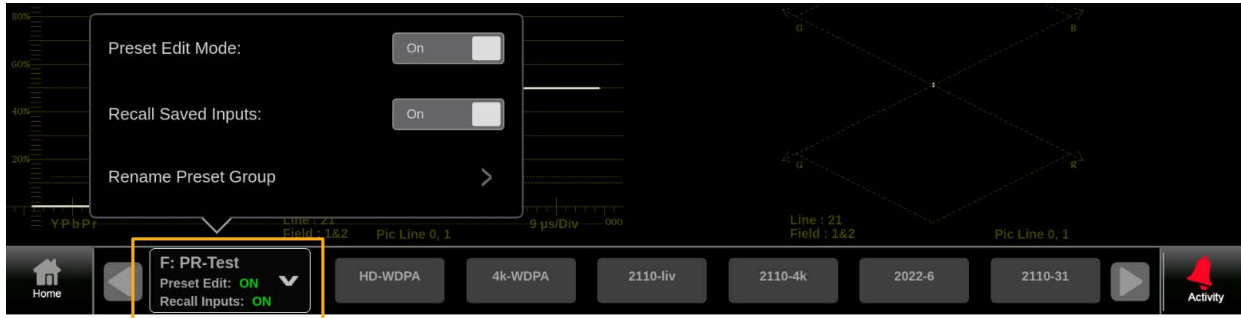 80%
60%
40%
20%
Preset Edit Mode: On
Recall Saved Inputs: On
Rename Preset Group
G
B
G
R
YPbPr
Line : 21
Field : 1&2 Pic Line 0, 1
9 µs/Div
000
Line : 21
Field : 1&2 Pic Line 0, 1
Home
F: PR-Test
Preset Edit: ON
Recall Inputs: ON
HD-WDPA
4k-WDPA
2110-liv
2110-4k
2022-6
2110-31
Activity